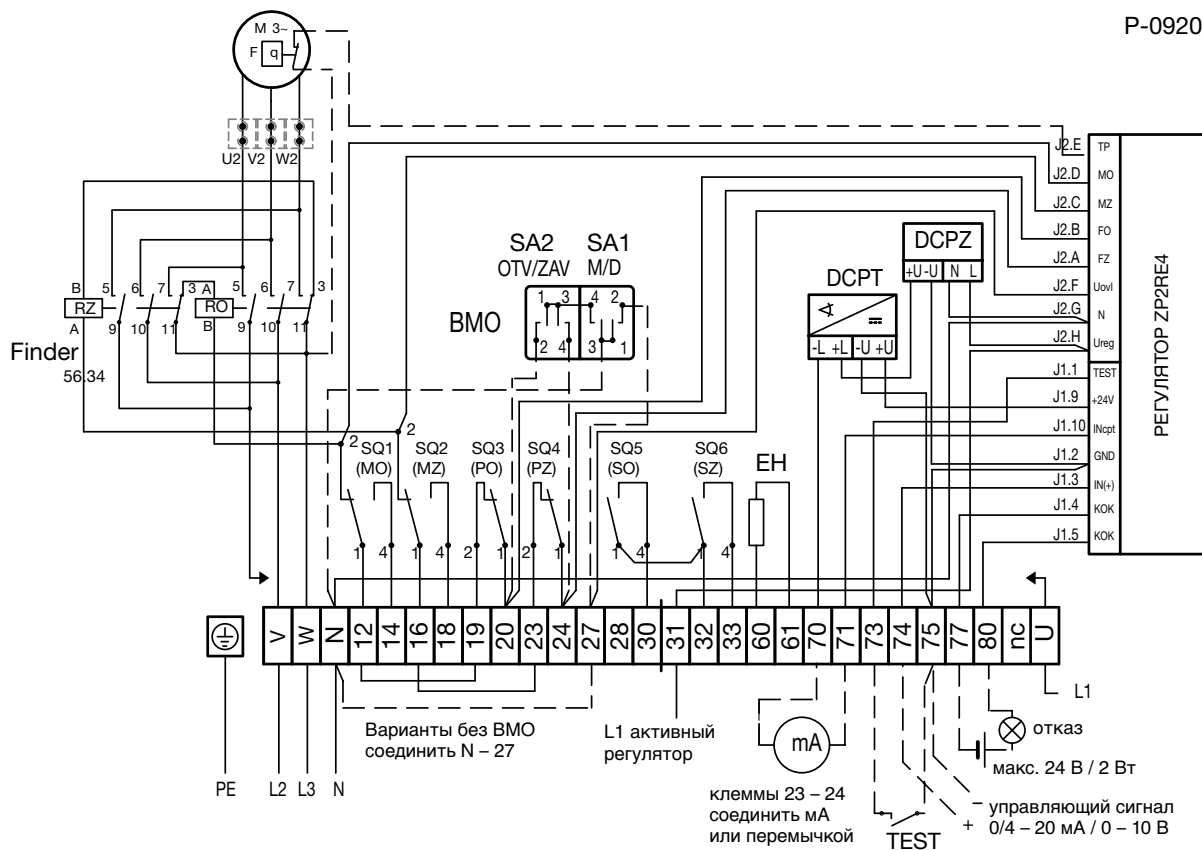 P-0920
M 3~
F q
U2 V2 W2
B 5 6 7 3 A 5 6 7 3
RZ RO
A 9 10 11 B 9 10 11
Finder
56.34
SA2 SA1
OTV/ZAV M/D
BMO
1 3 4 2
2 4 3 1
DCPT
-L +L -U +U
DCPZ
+U -U N L
J2.E TP
J2.D MO
J2.C MZ
J2.B FO
J2.A FZ
J2.F Uovl
J2.G N
J2.H Ureg
J1.1 TEST
J1.9 +24V
J1.10 INcpt
J1.2 GND
J1.3 IN(+)
J1.4 KOK
J1.5 KOK
РЕГУЛЯТОР ZP2RE4
2 2
SQ1 SQ2 SQ3 SQ4 SQ5 SQ6
(MO) (MZ) (PO) (PZ) (SO) (SZ)
EH
1 4 1 4 2 1 2 1 1 4 1 4
V W N 12 14 16 18 19 20 23 24 27 28 30 31 32 33 60 61 70 71 73 74 75 77 80 nc U
PE L2 L3 N
Варианты без BMO
соединить N – 27
L1 активный
регулятор
mA
клеммы 23 – 24
соединить мА
или перемычкой
TEST
L1
отказ
макс. 24 В / 2 Вт
– управляющий сигнал
+ 0/4 – 20 мА / 0 – 10 В